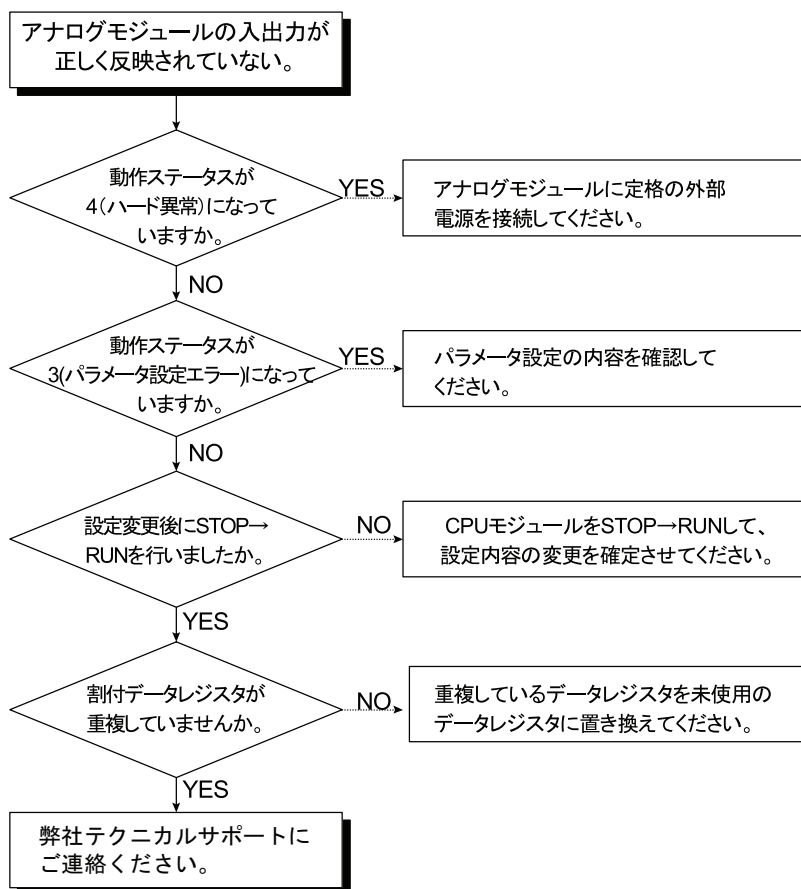 アナログモジュールの入出力が
正しく反映されていない。
動作ステータスが
4(ハード異常)になって
いますか。
YES
アナログモジュールに定格の外部
電源を接続してください。
NO
動作ステータスが
3(パラメータ設定エラー)になって
いますか。
YES
パラメータ設定の内容を確認して
ください。
NO
設定変更後にSTOP→
RUNを行いましたか。
NO
CPUモジュールをSTOP→RUNして、
設定内容の変更を確定させてください。
YES
割付データレジスタが
重複していませんか。
NO
重複しているデータレジスタを未使用の
データレジスタに置き換えてください。
YES
弊社テクニカルサポートに
ご連絡ください。